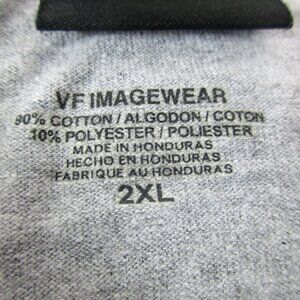 VF IMAGEWEAR
90% COTTON / ALGODON / COTON
10% POLYESTER / POLIESTER
MADE IN HONDURAS
HECHO EN HONDURAS
FABRIQUE AU HONDURAS
2XL